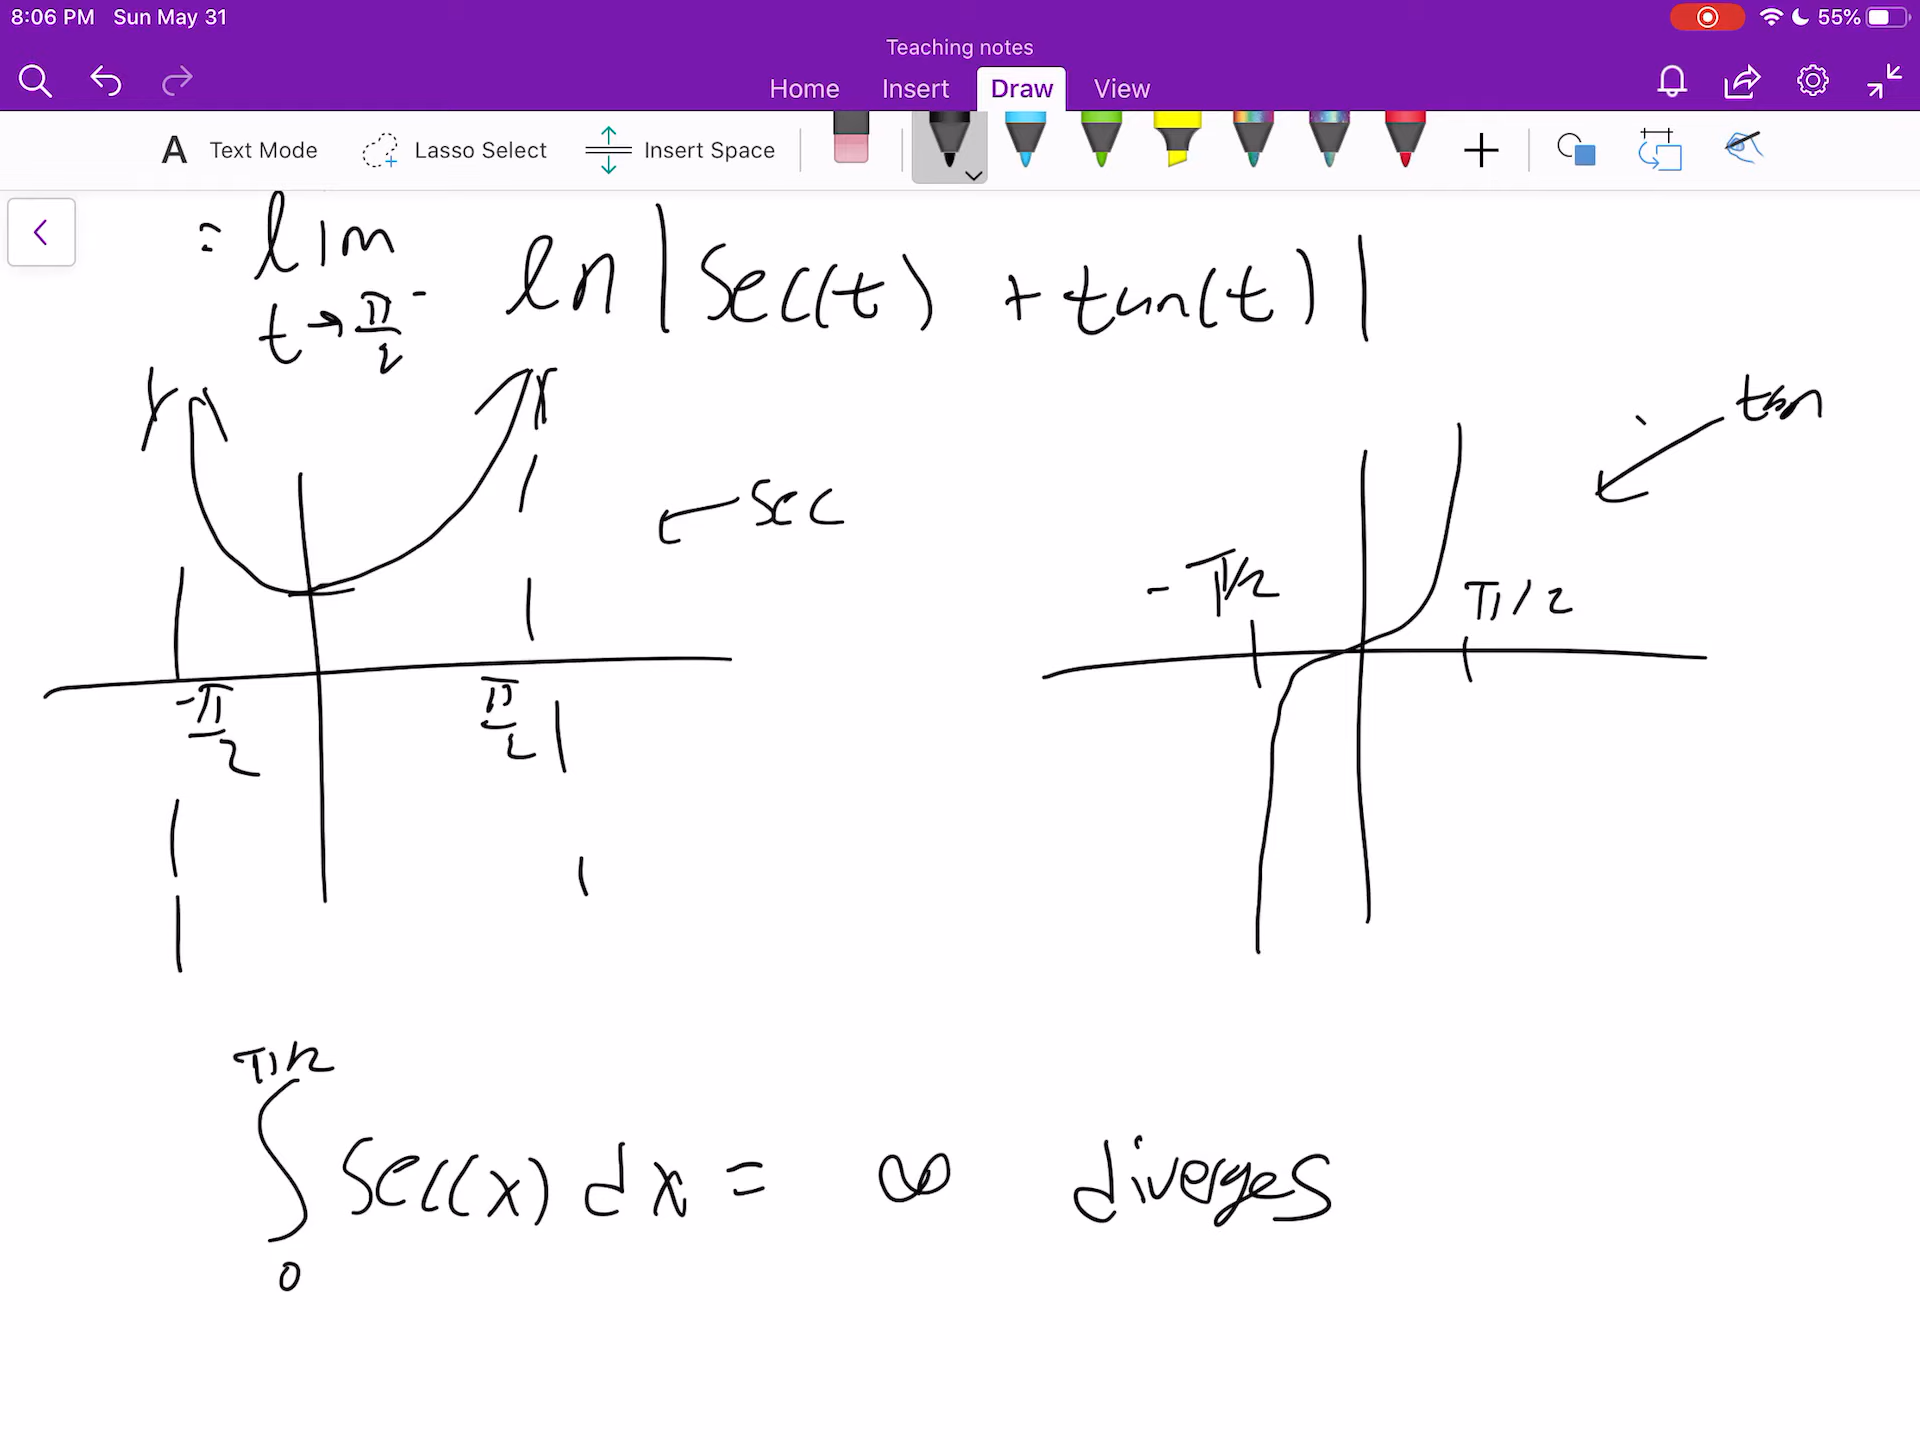 8:06 PM Sun May 31 55%
Teaching notes
Home Insert Draw View
Text Mode Lasso Select Insert Space
= lim ln|sec(t) + tan(t)|
t→π/2⁻
tan
sec
-π/2 π/2
-π/2 π/2
π/2
∫ sec(x) dx = ∞ diverges
0